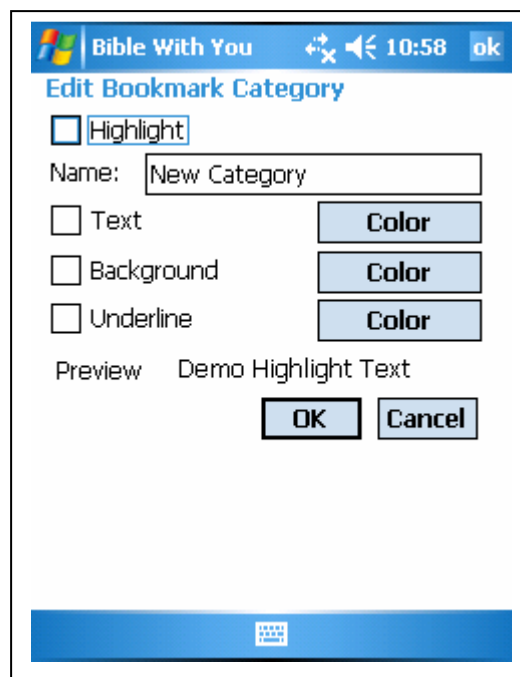 Bible With You 10:58 ok
Edit Bookmark Category
Highlight
Name: New Category
Text Color
Background Color
Underline Color
Preview Demo Highlight Text
OK Cancel